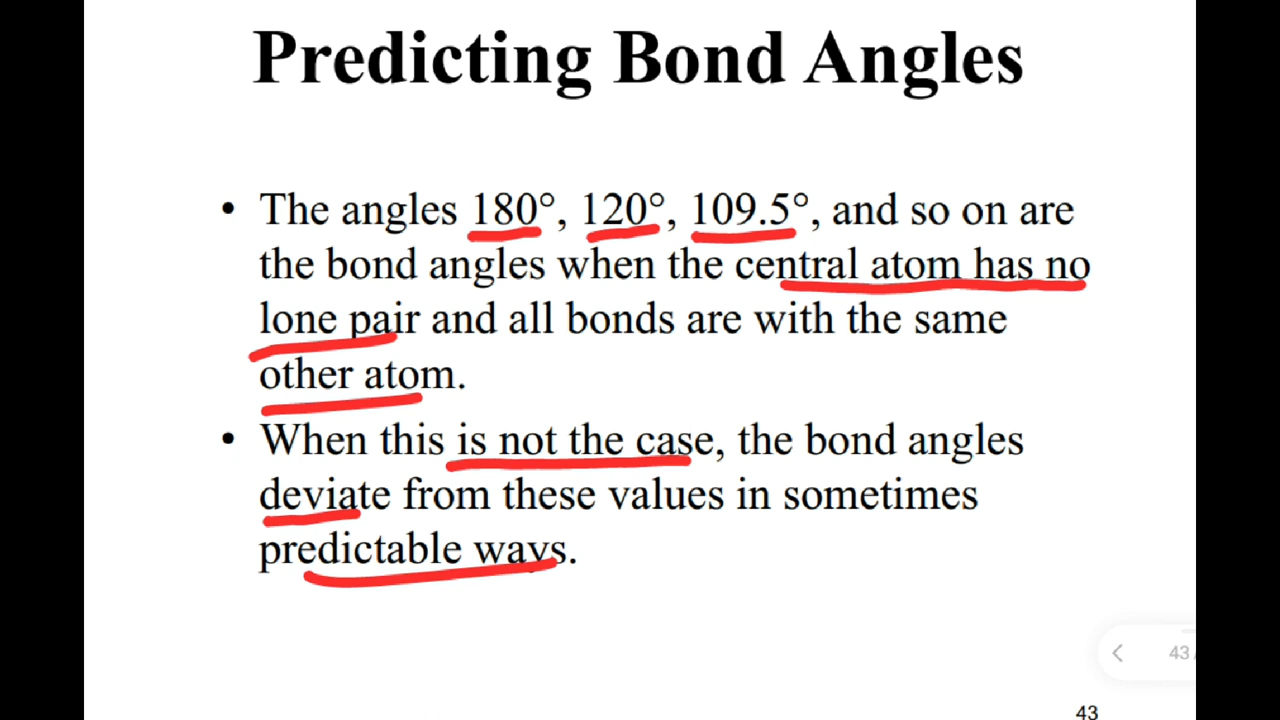 Predicting Bond Angles
• The angles 180°, 120°, 109.5°, and so on are
the bond angles when the central atom has no
lone pair and all bonds are with the same
other atom.
• When this is not the case, the bond angles
deviate from these values in sometimes
predictable ways.
43
43